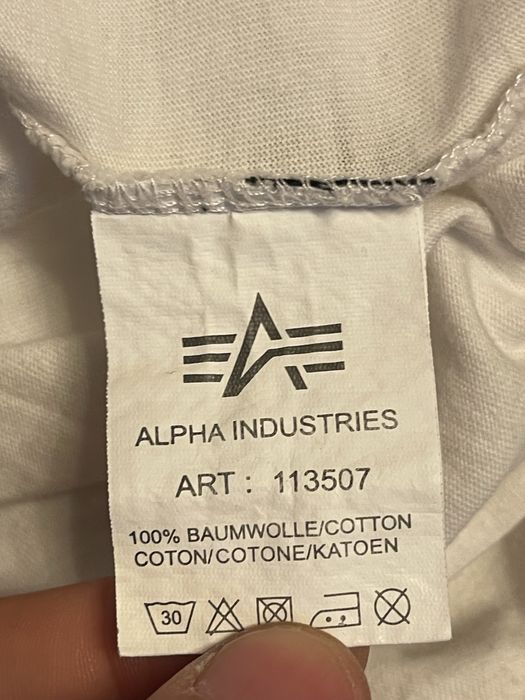 ALPHA INDUSTRIES
ART : 113507
100% BAUMWOLLE/COTTON
COTON/COTONE/KATOEN
30